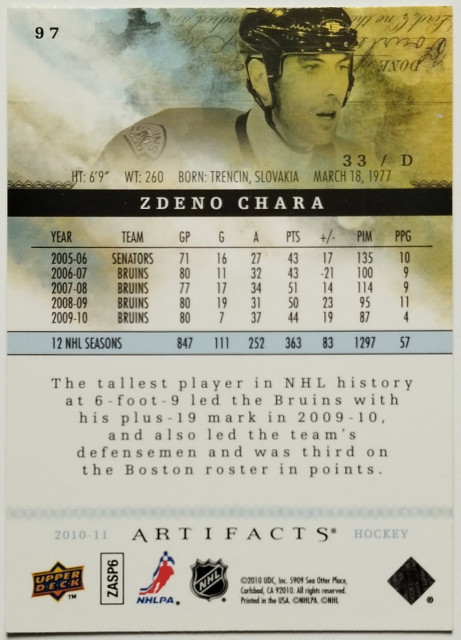 97
DONE
33 / D
HT: 6'9" WT: 260 BORN: TRENCIN, SLOVAKIA MARCH 18, 1977
ZDENO CHARA
YEAR TEAM GP G A PTS +/- PIM PPG
2005-06 SENATORS 71 16 27 43 17 135 10
2006-07 BRUINS 80 11 32 43 -21 100 9
2007-08 BRUINS 77 17 34 51 14 114 9
2008-09 BRUINS 80 19 31 50 23 95 11
2009-10 BRUINS 80 7 37 44 19 87 4
12 NHL SEASONS 847 111 252 363 83 1297 57
The tallest player in NHL history
at 6-foot-9 led the Bruins with
his plus-19 mark in 2009-10,
and also led the team's
defensemen and was third on
the Boston roster in points.
2010-11 ARTIFACTS® HOCKEY
UPPER DECK ™
ZASP6
NHLPA.
NHL
©2010 UDC, Inc. 5909 Sea Otter Place,
Carlsbad, CA 92010. All rights reserved.
Printed in the USA. ©NHLPA. ©NHL
®